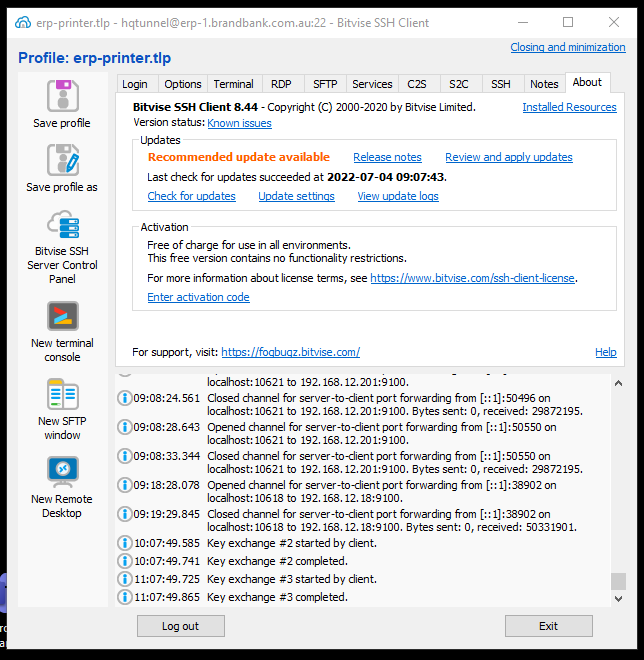 erp-printer.tlp - hqtunnel@erp-1.brandbank.com.au:22 - Bitvise SSH Client
Closing and minimization
Profile: erp-printer.tlp
Save profile
Save profile as
Bitvise SSH
Server Control
Panel
New terminal
console
New SFTP
window
New Remote
Desktop
Login Options Terminal RDP SFTP Services C2S S2C SSH Notes About
Bitvise SSH Client 8.44 - Copyright (C) 2000-2020 by Bitvise Limited. Installed Resources
Version status: Known issues
Updates
Recommended update available Release notes Review and apply updates
Last check for updates succeeded at 2022-07-04 09:07:43.
Check for updates Update settings View update logs
Activation
Free of charge for use in all environments.
This free version contains no functionality restrictions.
For more information about license terms, see https://www.bitvise.com/ssh-client-license.
Enter activation code
For support, visit: https://fogbugz.bitvise.com/ Help
localhost:10621 to 192.168.12.201:9100.
09:08:24.561 Closed channel for server-to-client port forwarding from [::1]:50496 on
localhost:10621 to 192.168.12.201:9100. Bytes sent: 0, received: 29872195.
09:08:28.643 Opened channel for server-to-client port forwarding from [::1]:50550 on
localhost:10621 to 192.168.12.201:9100.
09:08:33.344 Closed channel for server-to-client port forwarding from [::1]:50550 on
localhost:10621 to 192.168.12.201:9100. Bytes sent: 0, received: 29872195.
09:18:28.078 Opened channel for server-to-client port forwarding from [::1]:38902 on
localhost:10618 to 192.168.12.18:9100.
09:19:29.845 Closed channel for server-to-client port forwarding from [::1]:38902 on
localhost:10618 to 192.168.12.18:9100. Bytes sent: 0, received: 50331901.
10:07:49.585 Key exchange #2 started by client.
10:07:49.741 Key exchange #2 completed.
11:07:49.725 Key exchange #3 started by client.
11:07:49.865 Key exchange #3 completed.
Log out Exit